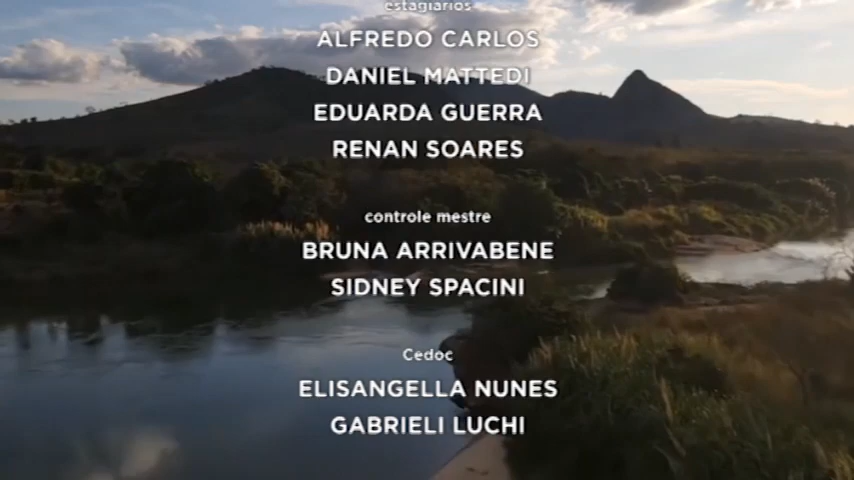 estagiários
ALFREDO CARLOS
DANIEL MATTEDI
EDUARDA GUERRA
RENAN SOARES
controle mestre
BRUNA ARRIVABENE
SIDNEY SPACINI
Cedoc
ELISANGELLA NUNES
GABRIELI LUCHI